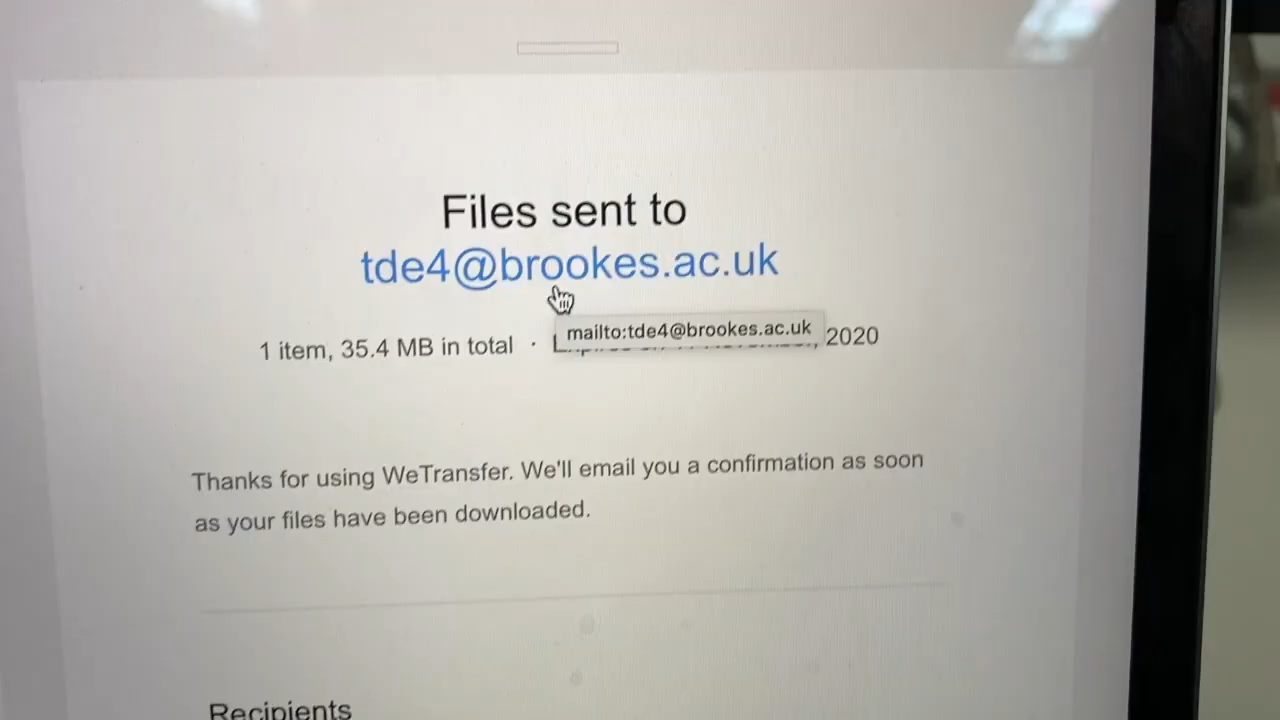 Files sent to
tde4@brookes.ac.uk
mailto:tde4@brookes.ac.uk
1 item, 35.4 MB in total · 2020
Thanks for using WeTransfer. We'll email you a confirmation as soon
as your files have been downloaded.
Recipients